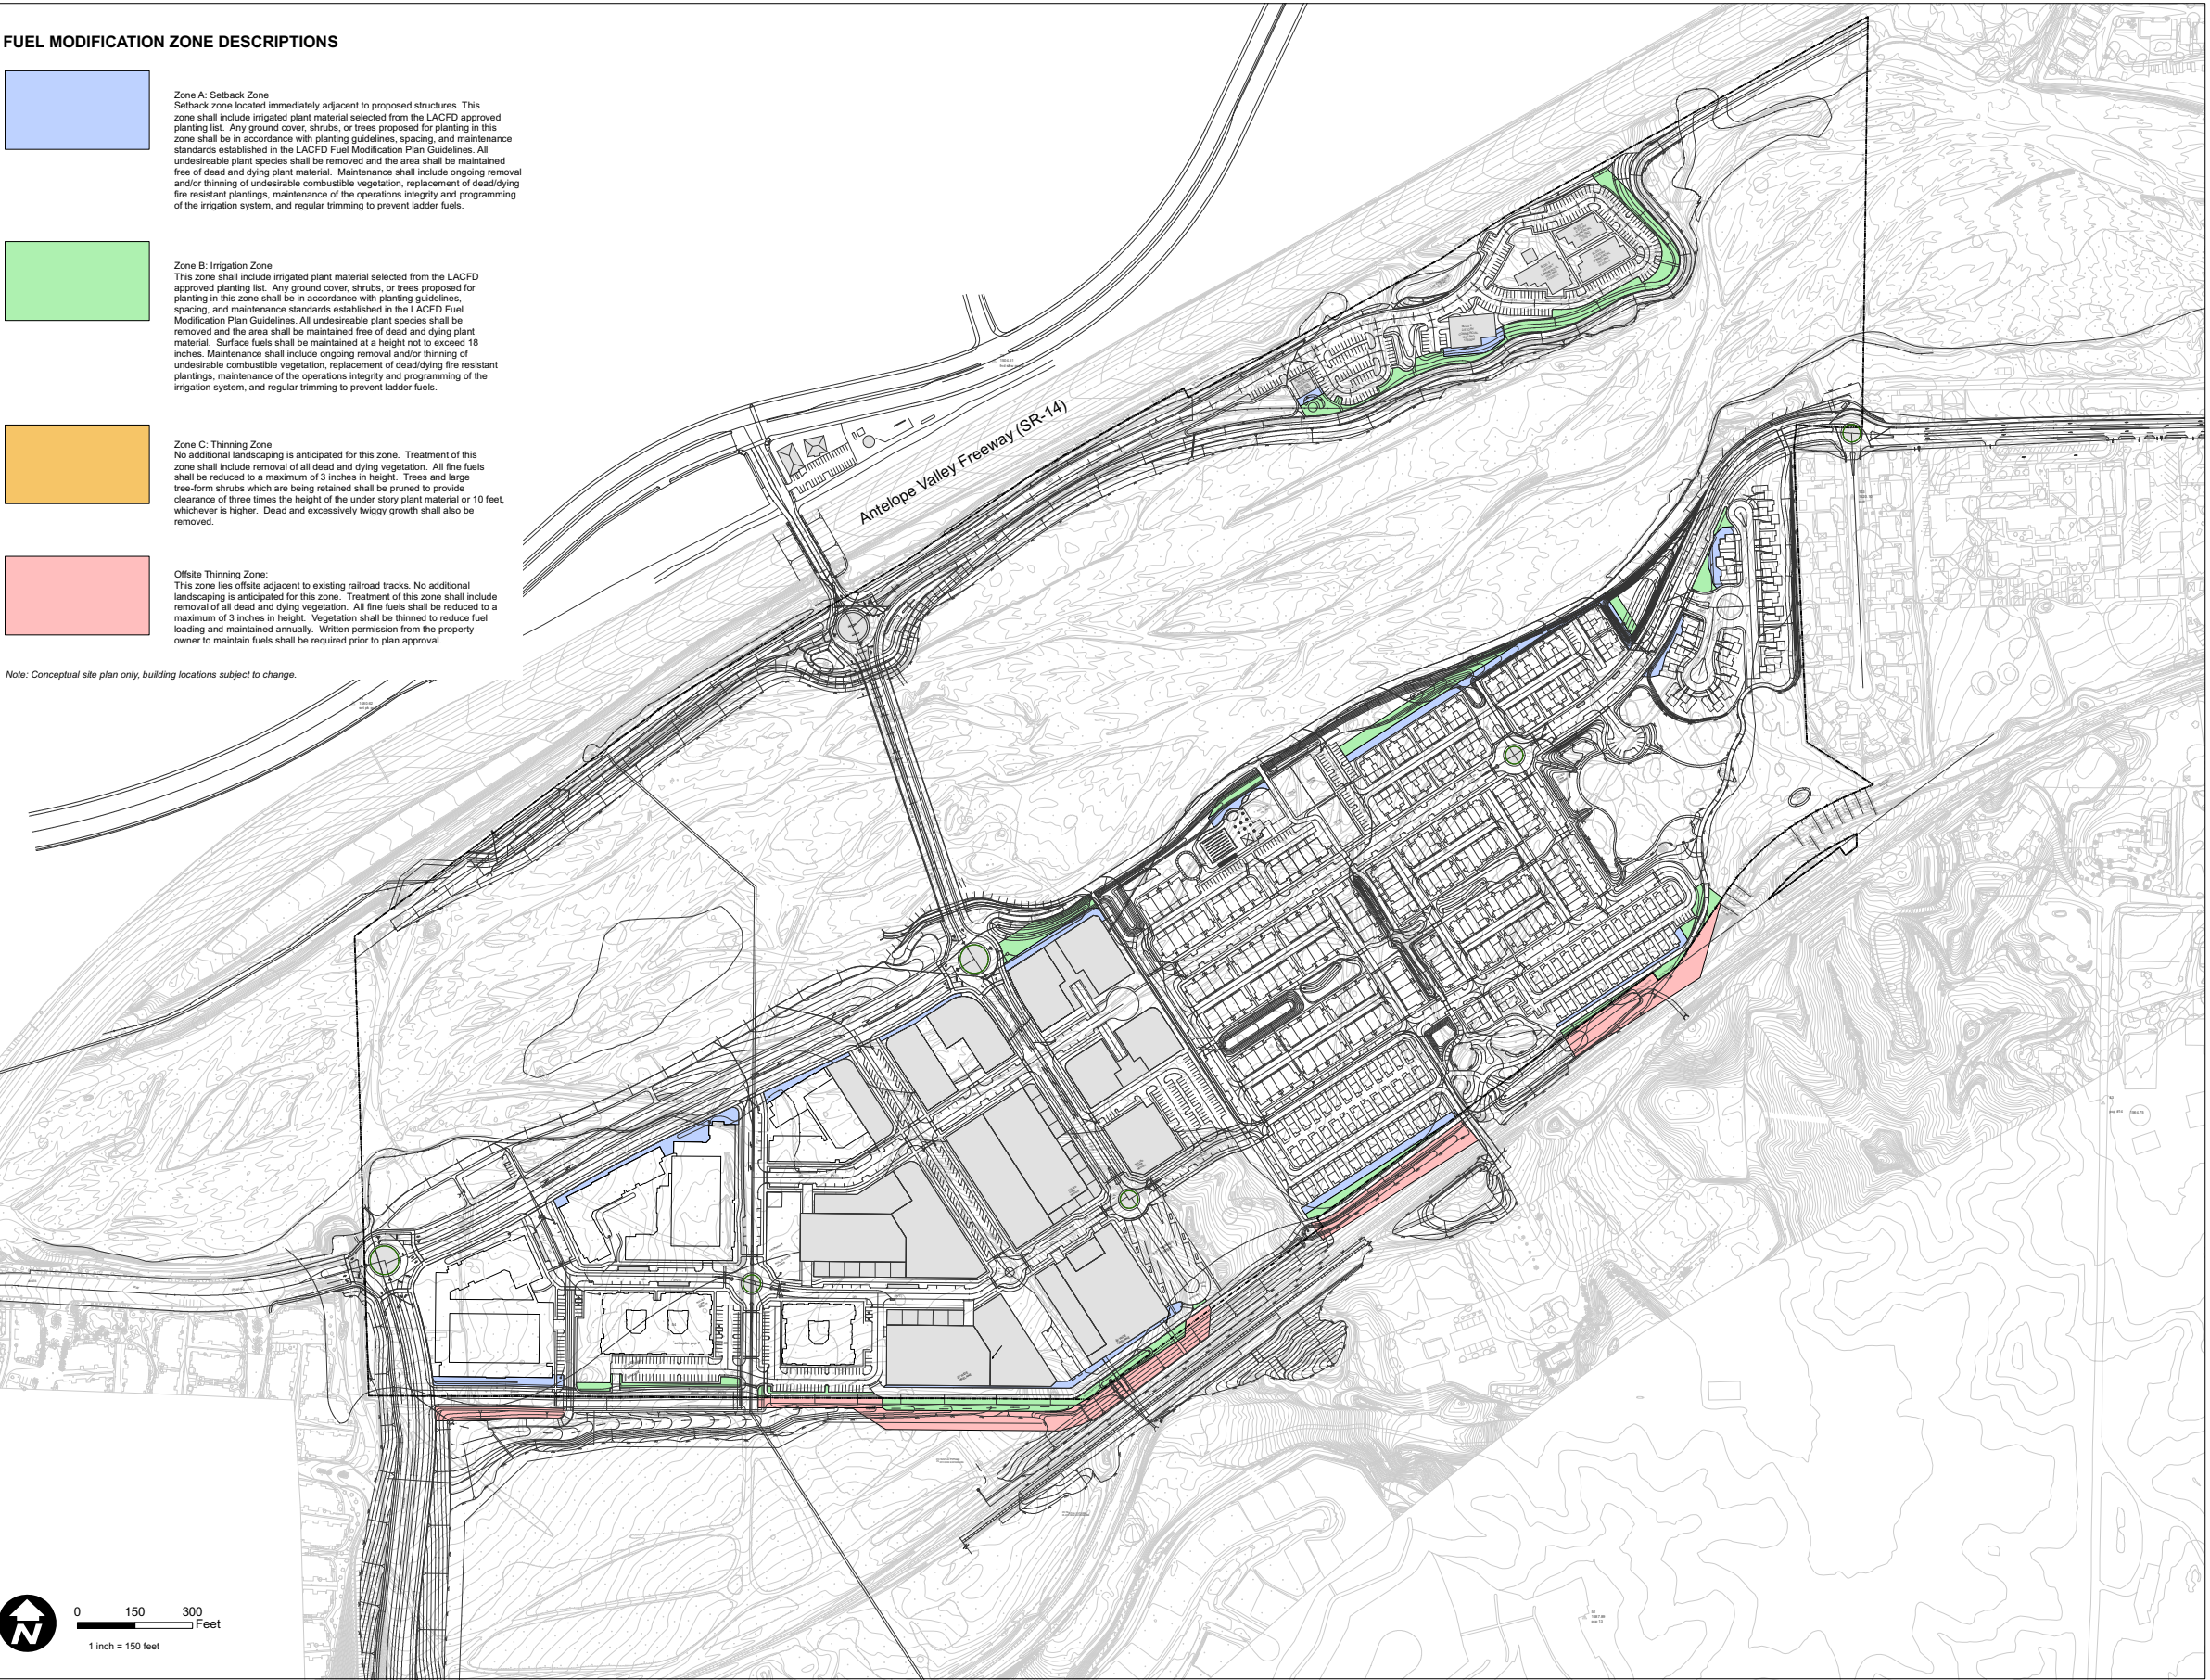 FUEL MODIFICATION ZONE DESCRIPTIONS
Zone A: Setback Zone
Setback zone located immediately adjacent to proposed structures. This
zone shall include irrigated plant material selected from the LACFD approved
planting list. Any ground cover, shrubs, or trees proposed for planting in this
zone shall be in accordance with planting guidelines, spacing, and maintenance
standards established in the LACFD Fuel Modification Plan Guidelines. All
undesireable plant species shall be removed and the area shall be maintained
free of dead and dying plant material. Maintenance shall include ongoing removal
and/or thinning of undesirable combustible vegetation, replacement of dead/dying
fire resistant plantings, maintenance of the operations integrity and programming
of the irrigation system, and regular trimming to prevent ladder fuels.
Zone B: Irrigation Zone
This zone shall include irrigated plant material selected from the LACFD
approved planting list. Any ground cover, shrubs, or trees proposed for
planting in this zone shall be in accordance with planting guidelines,
spacing, and maintenance standards established in the LACFD Fuel
Modification Plan Guidelines. All undesireable plant species shall be
removed and the area shall be maintained free of dead and dying plant
material. Surface fuels shall be maintained at a height not to exceed 18
inches. Maintenance shall include ongoing removal and/or thinning of
undesirable combustible vegetation, replacement of dead/dying fire resistant
plantings, maintenance of the operations integrity and programming of the
irrigation system, and regular trimming to prevent ladder fuels.
Zone C: Thinning Zone
No additional landscaping is anticipated for this zone. Treatment of this
zone shall include removal of all dead and dying vegetation. All fine fuels
shall be reduced to a maximum of 3 inches in height. Trees and large
tree-form shrubs which are being retained shall be pruned to provide
clearance of three times the height of the under story plant material or 10 feet,
whichever is higher. Dead and excessively twiggy growth shall also be
removed.
Offsite Thinning Zone:
This zone lies offsite adjacent to existing railroad tracks. No additional
landscaping is anticipated for this zone. Treatment of this zone shall include
removal of all dead and dying vegetation. All fine fuels shall be reduced to a
maximum of 3 inches in height. Vegetation shall be thinned to reduce fuel
loading and maintained annually. Written permission from the property
owner to maintain fuels shall be required prior to plan approval.
Note: Conceptual site plan only, building locations subject to change.
Antelope Valley Freeway (SR-14)
N
0 150 300
Feet
1 inch = 150 feet